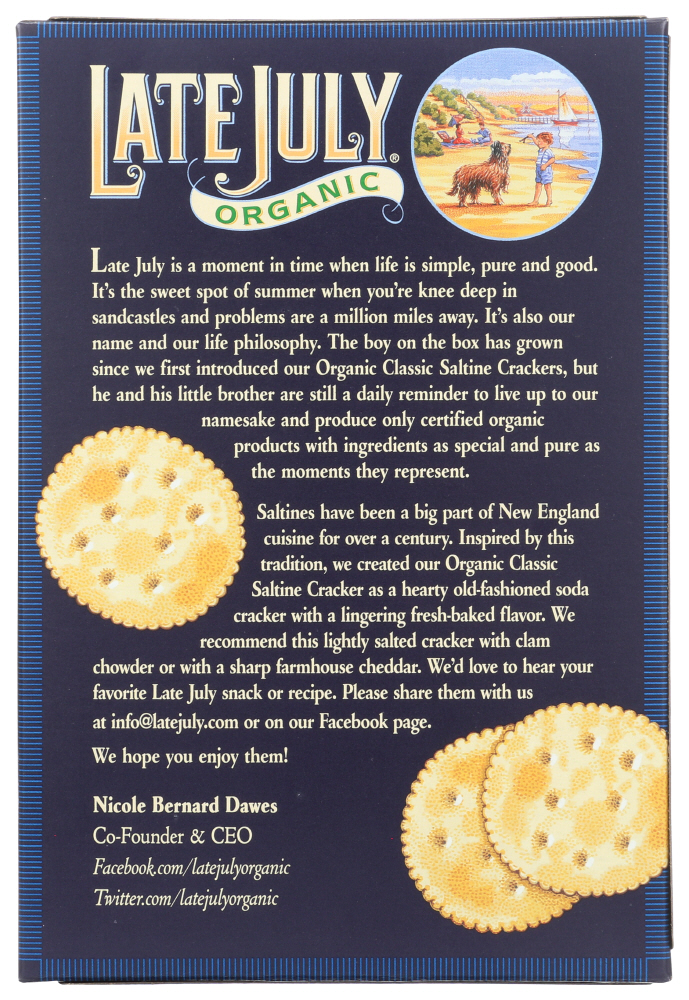 LATE JULY®
ORGANIC
Late July is a moment in time when life is simple, pure and good.
It's the sweet spot of summer when you're knee deep in
sandcastles and problems are a million miles away. It's also our
name and our life philosophy. The boy on the box has grown
since we first introduced our Organic Classic Saltine Crackers, but
he and his little brother are still a daily reminder to live up to our
namesake and produce only certified organic
products with ingredients as special and pure as
the moments they represent.
Saltines have been a big part of New England
cuisine for over a century. Inspired by this
tradition, we created our Organic Classic
Saltine Cracker as a hearty old-fashioned soda
cracker with a lingering fresh-baked flavor. We
recommend this lightly salted cracker with clam
chowder or with a sharp farmhouse cheddar. We'd love to hear your
favorite Late July snack or recipe. Please share them with us
at info@latejuly.com or on our Facebook page.
We hope you enjoy them!
Nicole Bernard Dawes
Co-Founder & CEO
Facebook.com/latejulyorganic
Twitter.com/latejulyorganic